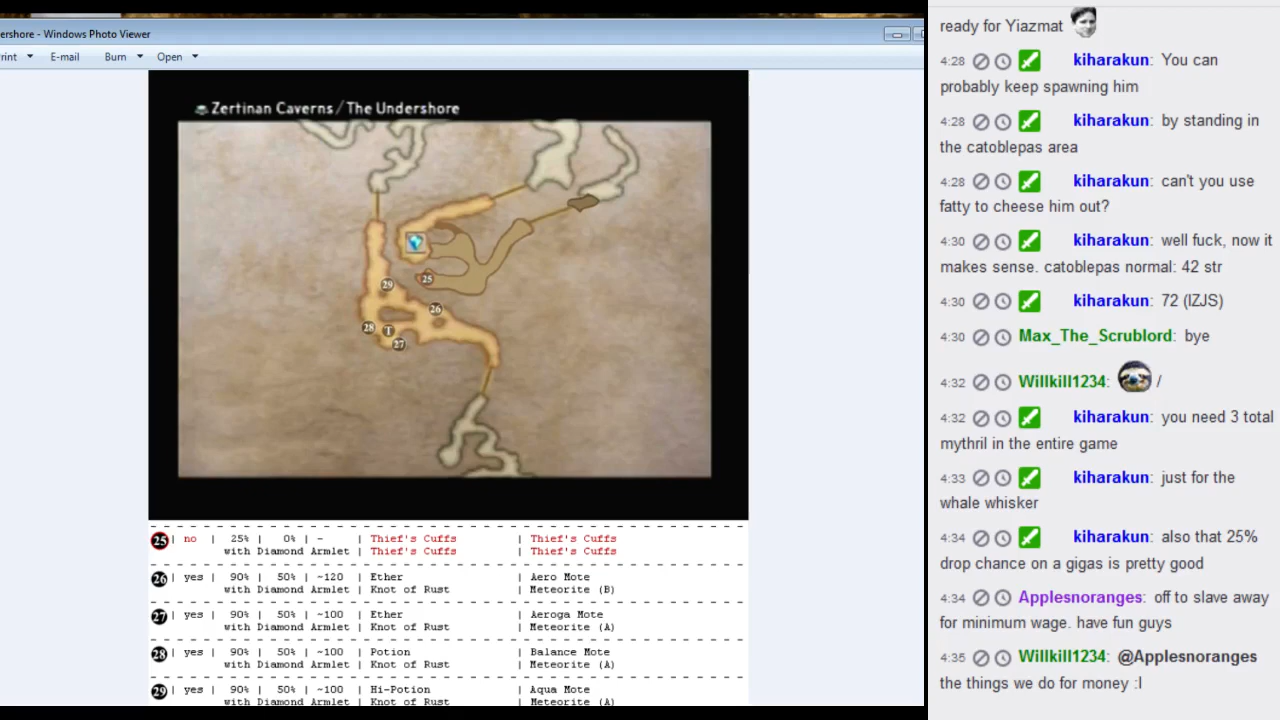 ershore - Windows Photo Viewer
rint E-mail Burn Open
Zertinan Caverns / The Undershore
29
25
26
28
T
27
25 | no | 25% | 0% | - | Thief's Cuffs | Thief's Cuffs
with Diamond Armlet | Thief's Cuffs | Thief's Cuffs
26 | yes | 90% | 50% | ~120 | Ether | Aero Mote
with Diamond Armlet | Knot of Rust | Meteorite (B)
27 | yes | 90% | 50% | ~100 | Ether | Aeroga Mote
with Diamond Armlet | Knot of Rust | Meteorite (A)
28 | yes | 90% | 50% | ~100 | Potion | Balance Mote
with Diamond Armlet | Knot of Rust | Meteorite (A)
29 | yes | 90% | 50% | ~100 | Hi-Potion | Aqua Mote
with Diamond Armlet | Knot of Rust | Meteorite (A)
ready for Yiazmat
4:28 kiharakun: You can
probably keep spawning him
4:28 kiharakun: by standing in
the catoblepas area
4:28 kiharakun: can't you use
fatty to cheese him out?
4:30 kiharakun: well fuck, now it
makes sense. catoblepas normal: 42 str
4:30 kiharakun: 72 (IZJS)
4:30 Max_The_Scrublord: bye
4:32 Willkill1234: /
4:32 kiharakun: you need 3 total
mythril in the entire game
4:33 kiharakun: just for the
whale whisker
4:34 kiharakun: also that 25%
drop chance on a gigas is pretty good
4:34 Applesnoranges: off to slave away
for minimum wage. have fun guys
4:35 Willkill1234: @Applesnoranges
the things we do for money :l